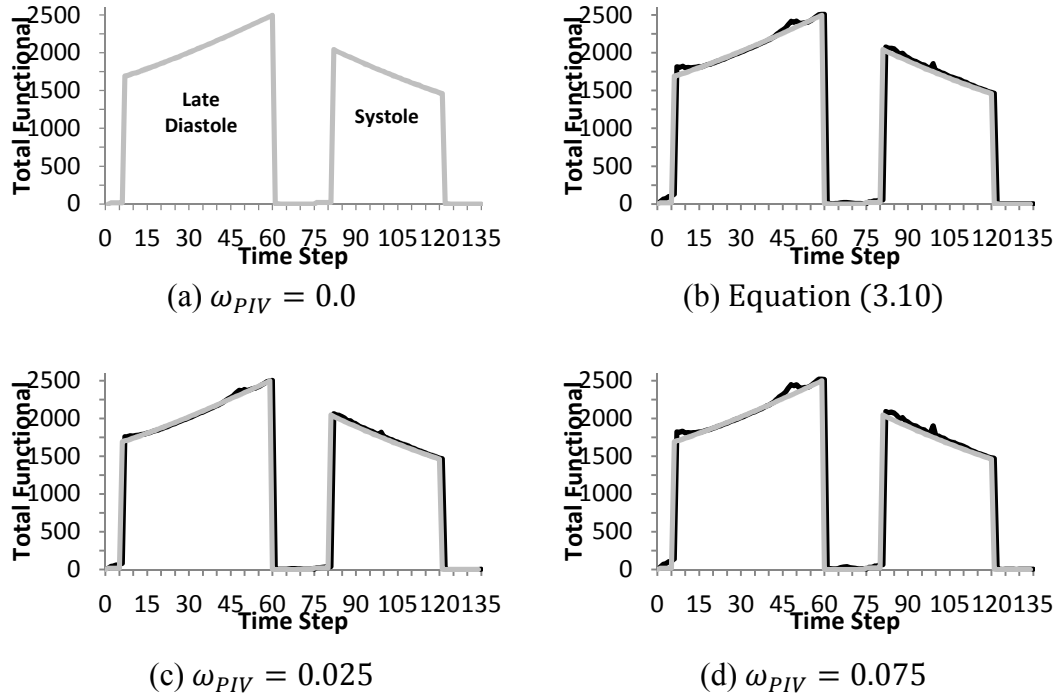 Total Functional
2500
2000
1500
1000
500
0
Late
Diastole
Systole
0 15 30 45 60 75 90 105 120 135
Time Step
(a) ω_PIV = 0.0
Total Functional
2500
2000
1500
1000
500
0
0 15 30 45 60 75 90 105 120 135
Time Step
(b) Equation (3.10)
Total Functional
2500
2000
1500
1000
500
0
0 15 30 45 60 75 90 105 120 135
Time Step
(c) ω_PIV = 0.025
Total Functional
2500
2000
1500
1000
500
0
0 15 30 45 60 75 90 105 120 135
Time Step
(d) ω_PIV = 0.075